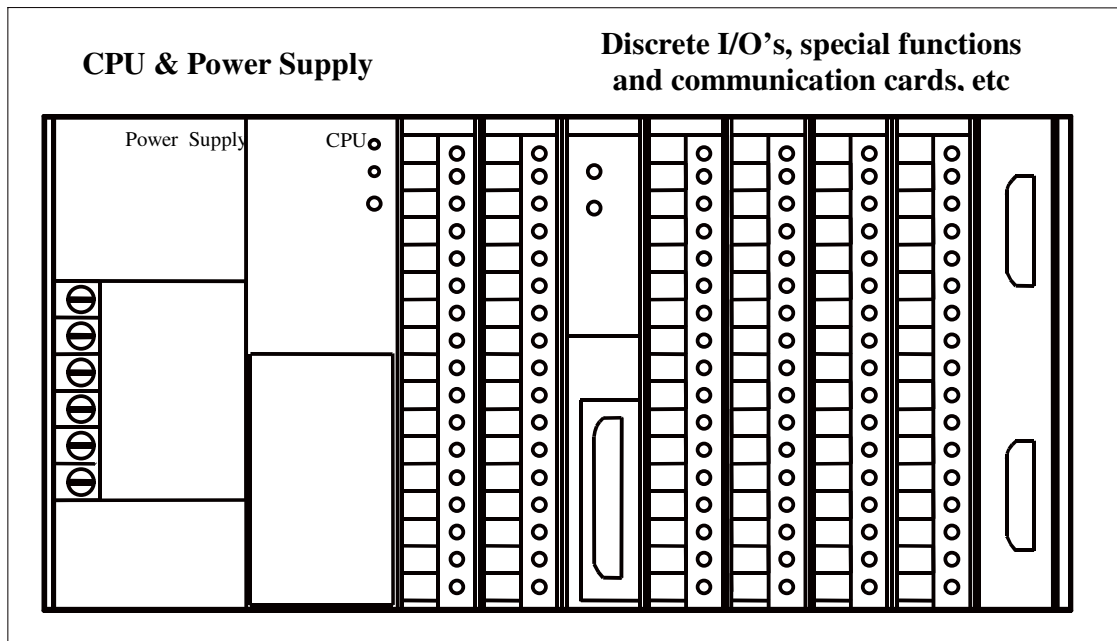 CPU & Power Supply
Discrete I/O's, special functions
and communication cards, etc
Power Supply
CPU